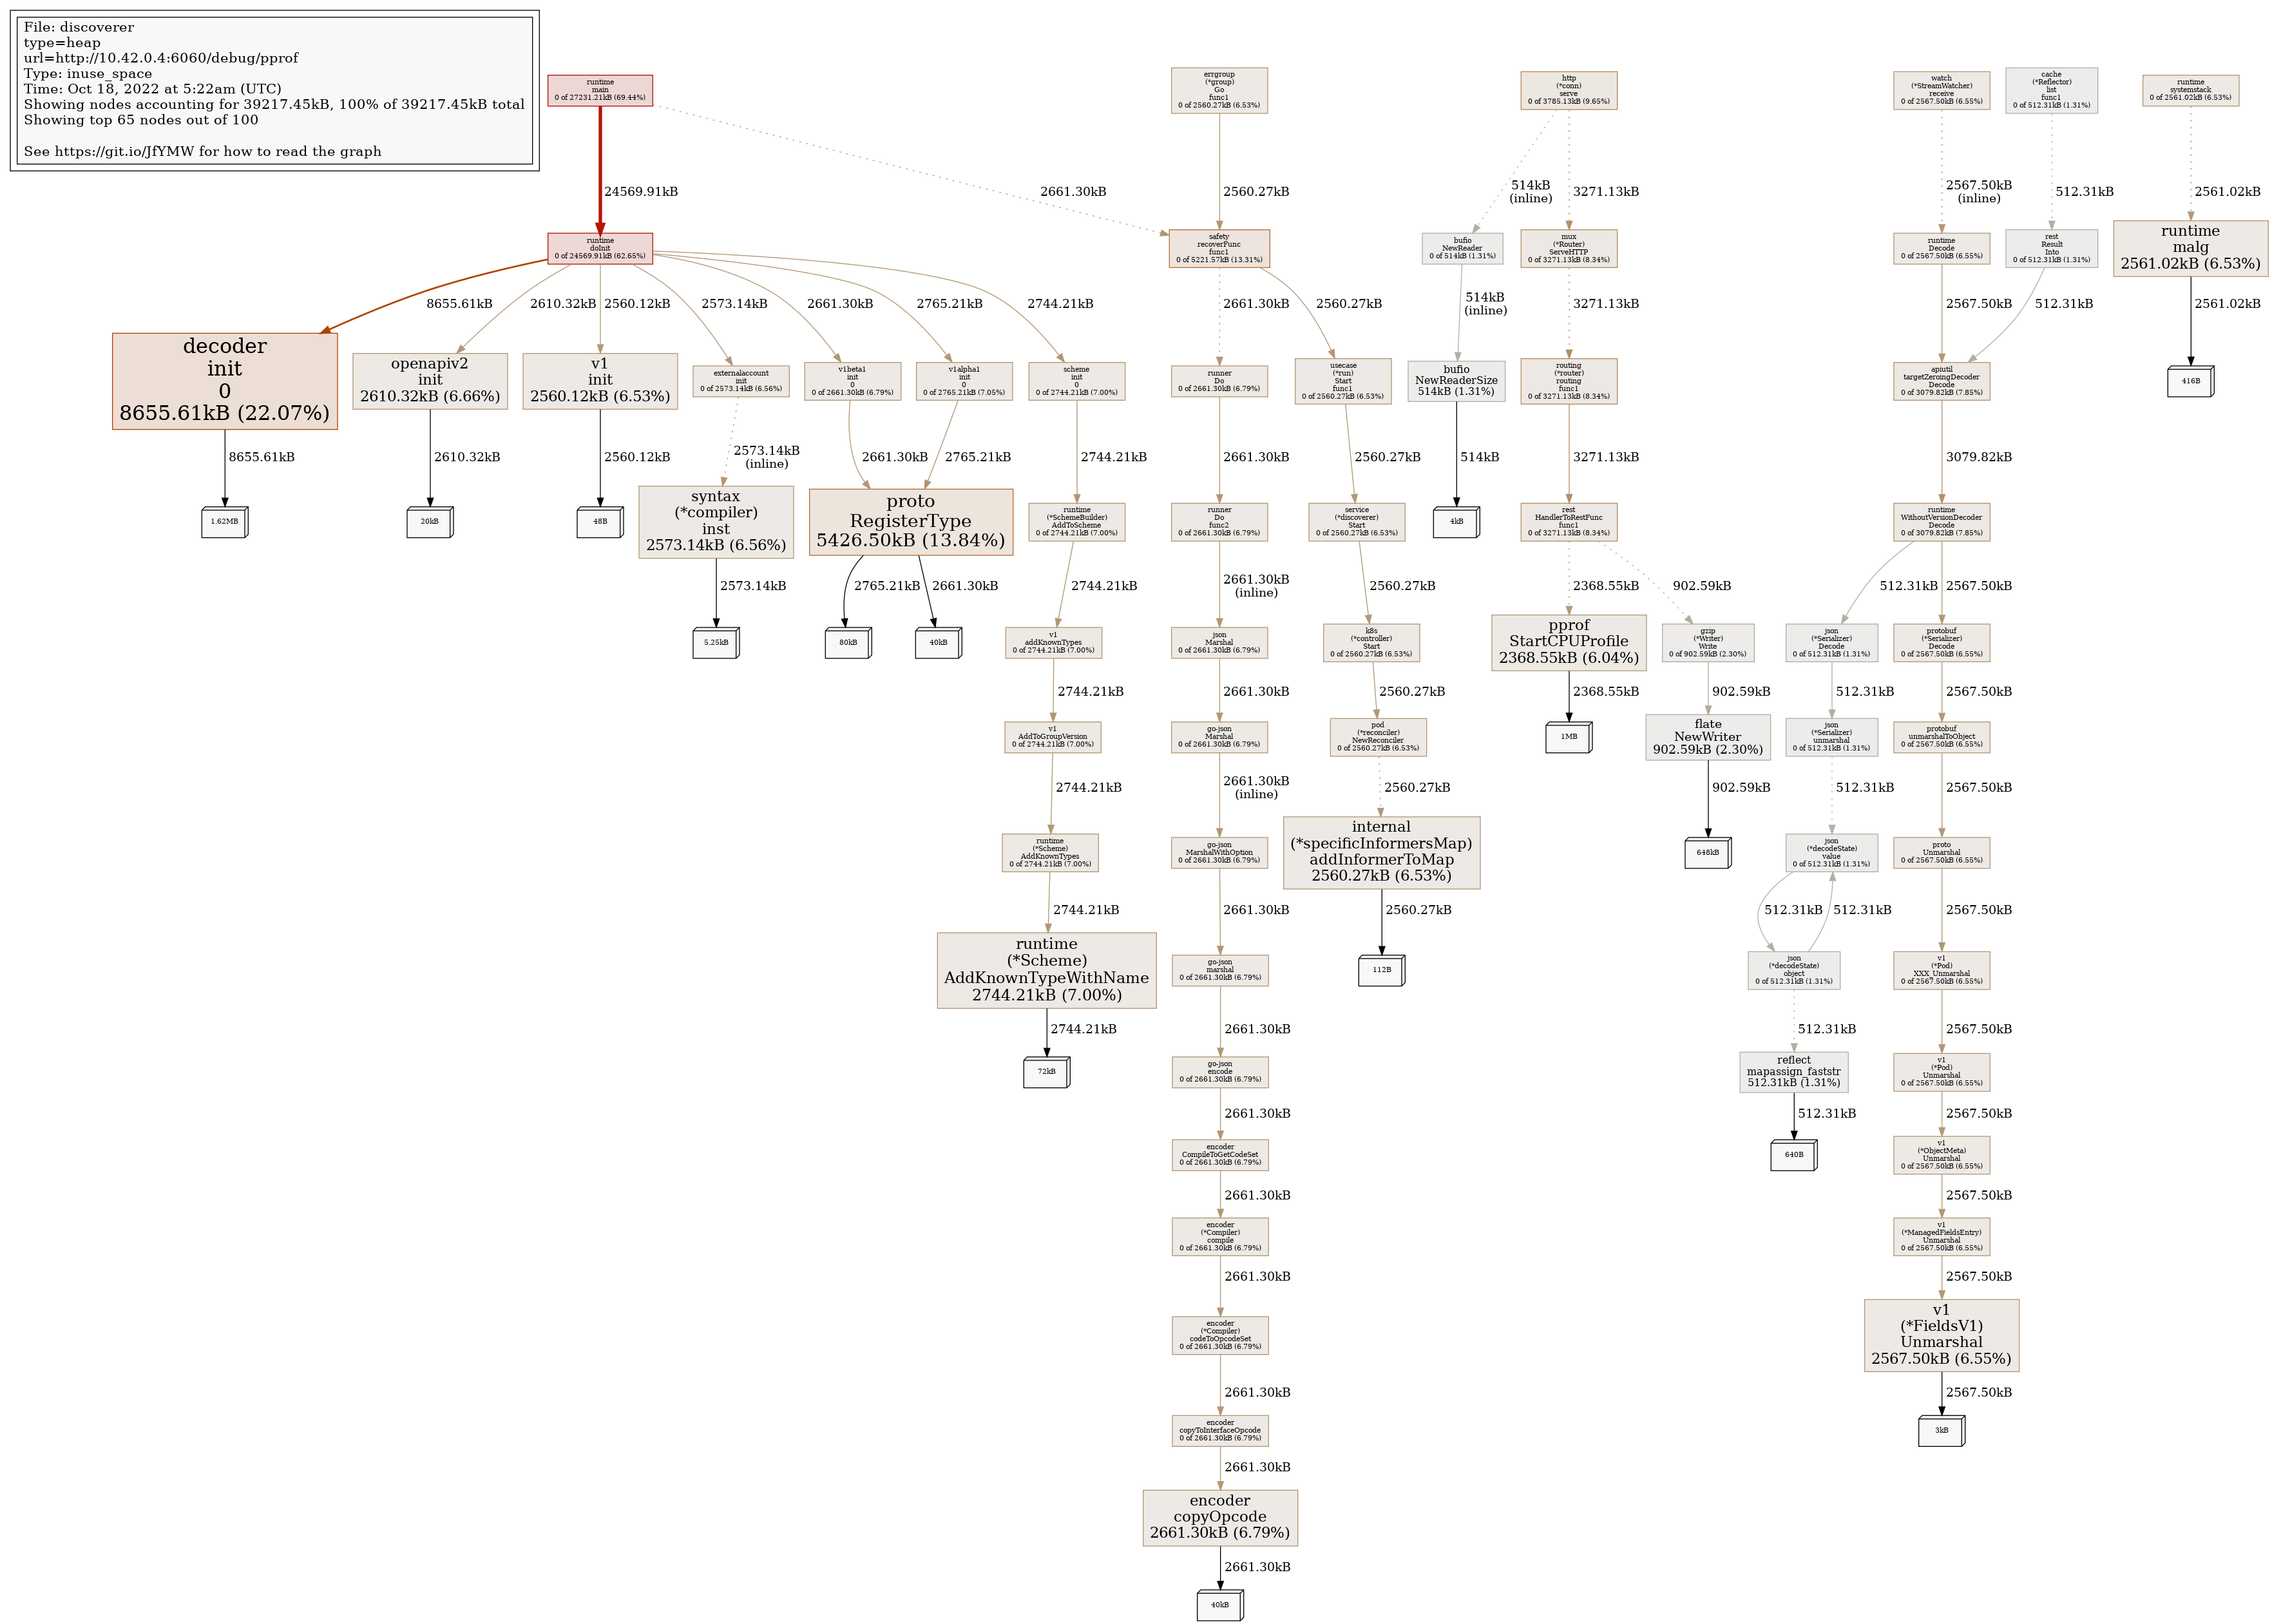 File: discoverer
type=heap
url=http://10.42.0.4:6060/debug/pprof
Type: inuse_space
Time: Oct 18, 2022 at 5:22am (UTC)
Showing nodes accounting for 39217.45kB, 100% of 39217.45kB total
Showing top 65 nodes out of 100
See https://git.io/JfYMW for how to read the graph
runtime
main
0 of 27231.21kB (69.44%)
errgroup
(*group)
Go
func1
0 of 2560.27kB (6.53%)
http
(*conn)
serve
0 of 3785.13kB (9.65%)
watch
(*StreamWatcher)
receive
0 of 2567.50kB (6.55%)
cache
(*Reflector)
list
func1
0 of 512.31kB (1.31%)
runtime
systemstack
0 of 2561.02kB (6.53%)
24569.91kB
2661.30kB
2560.27kB
514kB
(inline)
3271.13kB
2567.50kB
(inline)
512.31kB
2561.02kB
runtime
doInit
0 of 24569.91kB (62.65%)
safety
recoverFunc
func1
0 of 5221.57kB (13.31%)
bufio
NewReader
0 of 514kB (1.31%)
mux
(*Router)
ServeHTTP
0 of 3271.13kB (8.34%)
runtime
Decode
0 of 2567.50kB (6.55%)
rest
Result
Into
0 of 512.31kB (1.31%)
runtime
malg
2561.02kB (6.53%)
8655.61kB
2610.32kB
2560.12kB
2573.14kB
2661.30kB
2765.21kB
2744.21kB
2661.30kB
2560.27kB
514kB
(inline)
3271.13kB
2567.50kB
512.31kB
2561.02kB
decoder
init
0
8655.61kB (22.07%)
openapiv2
init
2610.32kB (6.66%)
v1
init
2560.12kB (6.53%)
externalaccount
init
0 of 2573.14kB (6.56%)
v1beta1
init
0
0 of 2661.30kB (6.79%)
v1alpha1
init
0
0 of 2765.21kB (7.05%)
scheme
init
0
0 of 2744.21kB (7.00%)
runner
Do
0 of 2661.30kB (6.79%)
usecase
(*run)
Start
func1
0 of 2560.27kB (6.53%)
bufio
NewReaderSize
514kB (1.31%)
routing
(*router)
routing
func1
0 of 3271.13kB (8.34%)
apiutil
targetZeroingDecoder
Decode
0 of 3079.82kB (7.85%)
416B
8655.61kB
2610.32kB
2560.12kB
2573.14kB
(inline)
2661.30kB
2765.21kB
2744.21kB
2661.30kB
2560.27kB
514kB
3271.13kB
3079.82kB
1.62MB
20kB
48B
syntax
(*compiler)
inst
2573.14kB (6.56%)
proto
RegisterType
5426.50kB (13.84%)
runtime
(*SchemeBuilder)
AddToScheme
0 of 2744.21kB (7.00%)
runner
Do
func2
0 of 2661.30kB (6.79%)
service
(*discoverer)
Start
0 of 2560.27kB (6.53%)
4kB
rest
HandlerToRestFunc
func1
0 of 3271.13kB (8.34%)
runtime
WithoutVersionDecoder
Decode
0 of 3079.82kB (7.85%)
2573.14kB
2765.21kB
2661.30kB
2744.21kB
2661.30kB
(inline)
2560.27kB
2368.55kB
902.59kB
512.31kB
2567.50kB
5.25kB
80kB
40kB
v1
addKnownTypes
0 of 2744.21kB (7.00%)
json
Marshal
0 of 2661.30kB (6.79%)
k8s
(*controller)
Start
0 of 2560.27kB (6.53%)
pprof
StartCPUProfile
2368.55kB (6.04%)
gzip
(*Writer)
Write
0 of 902.59kB (2.30%)
json
(*Serializer)
Decode
0 of 512.31kB (1.31%)
protobuf
(*Serializer)
Decode
0 of 2567.50kB (6.55%)
2744.21kB
2661.30kB
2560.27kB
2368.55kB
902.59kB
512.31kB
2567.50kB
v1
AddToGroupVersion
0 of 2744.21kB (7.00%)
go-json
Marshal
0 of 2661.30kB (6.79%)
pod
(*reconciler)
NewReconciler
0 of 2560.27kB (6.53%)
1MB
flate
NewWriter
902.59kB (2.30%)
json
(*Serializer)
unmarshal
0 of 512.31kB (1.31%)
protobuf
unmarshalToObject
0 of 2567.50kB (6.55%)
2744.21kB
2661.30kB
(inline)
2560.27kB
902.59kB
512.31kB
2567.50kB
runtime
(*Scheme)
AddKnownTypes
0 of 2744.21kB (7.00%)
go-json
MarshalWithOption
0 of 2661.30kB (6.79%)
internal
(*specificInformersMap)
addInformerToMap
2560.27kB (6.53%)
648kB
json
(*decodeState)
value
0 of 512.31kB (1.31%)
proto
Unmarshal
0 of 2567.50kB (6.55%)
2744.21kB
2661.30kB
2560.27kB
512.31kB
512.31kB
2567.50kB
runtime
(*Scheme)
AddKnownTypeWithName
2744.21kB (7.00%)
go-json
marshal
0 of 2661.30kB (6.79%)
112B
json
(*decodeState)
object
0 of 512.31kB (1.31%)
v1
(*Pod)
XXX_Unmarshal
0 of 2567.50kB (6.55%)
2744.21kB
2661.30kB
512.31kB
2567.50kB
72kB
go-json
encode
0 of 2661.30kB (6.79%)
reflect
mapassign_faststr
512.31kB (1.31%)
v1
(*Pod)
Unmarshal
0 of 2567.50kB (6.55%)
2661.30kB
512.31kB
2567.50kB
encoder
CompileToGetCodeSet
0 of 2661.30kB (6.79%)
640B
v1
(*ObjectMeta)
Unmarshal
0 of 2567.50kB (6.55%)
2661.30kB
2567.50kB
encoder
(*Compiler)
compile
0 of 2661.30kB (6.79%)
v1
(*ManagedFieldsEntry)
Unmarshal
0 of 2567.50kB (6.55%)
2661.30kB
2567.50kB
encoder
(*Compiler)
codeToOpcodeSet
0 of 2661.30kB (6.79%)
v1
(*FieldsV1)
Unmarshal
2567.50kB (6.55%)
2661.30kB
2567.50kB
encoder
copyToInterfaceOpcode
0 of 2661.30kB (6.79%)
3kB
2661.30kB
encoder
copyOpcode
2661.30kB (6.79%)
2661.30kB
40kB